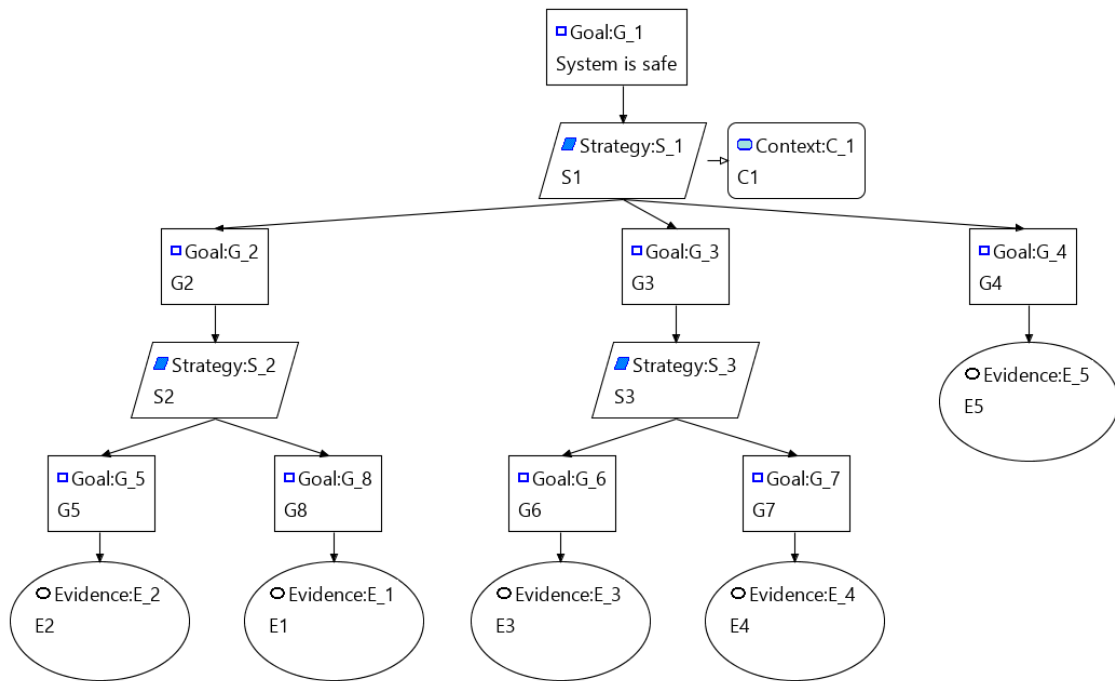 Goal:G_1
System is safe
Strategy:S_1
S1
Context:C_1
C1
Goal:G_2
G2
Goal:G_3
G3
Goal:G_4
G4
Strategy:S_2
S2
Strategy:S_3
S3
Evidence:E_5
E5
Goal:G_5
G5
Goal:G_8
G8
Goal:G_6
G6
Goal:G_7
G7
Evidence:E_2
E2
Evidence:E_1
E1
Evidence:E_3
E3
Evidence:E_4
E4